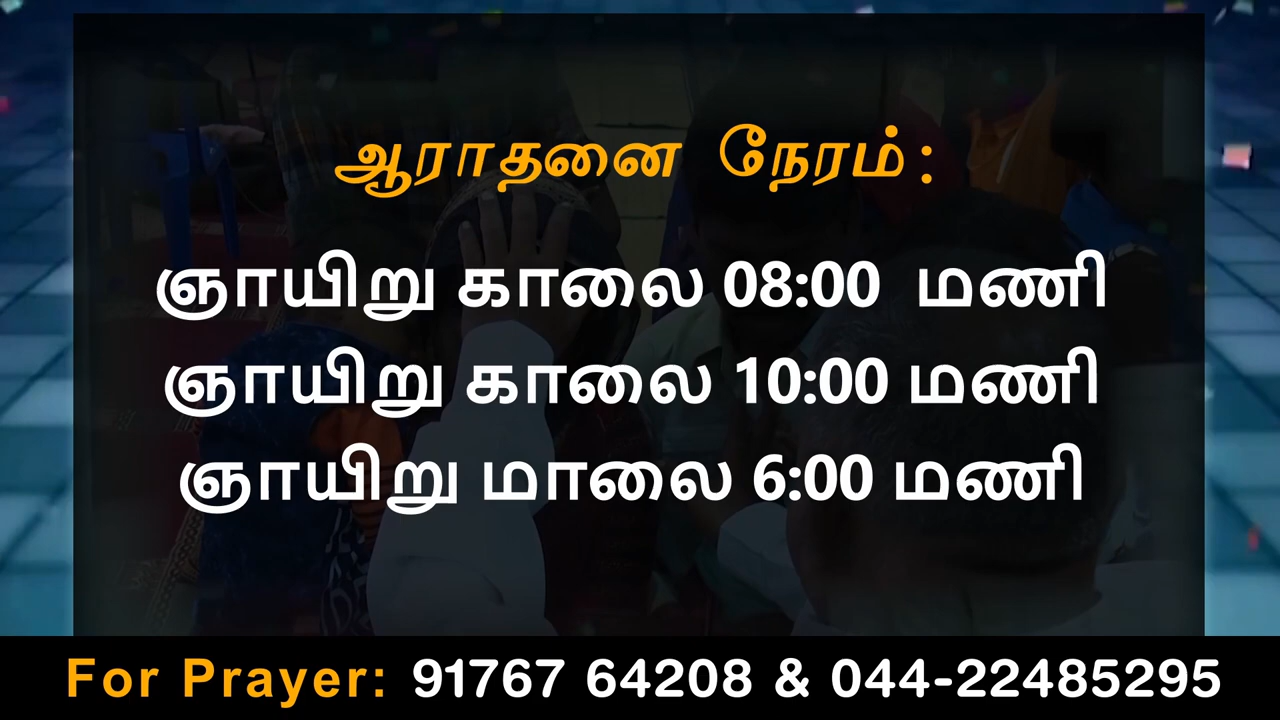 ஆராதனை நேரம்:
ஞாயிறு காலை 08:00 மணி
ஞாயிறு காலை 10:00 மணி
ஞாயிறு மாலை 6:00 மணி
For Prayer: 91767 64208 & 044-22485295